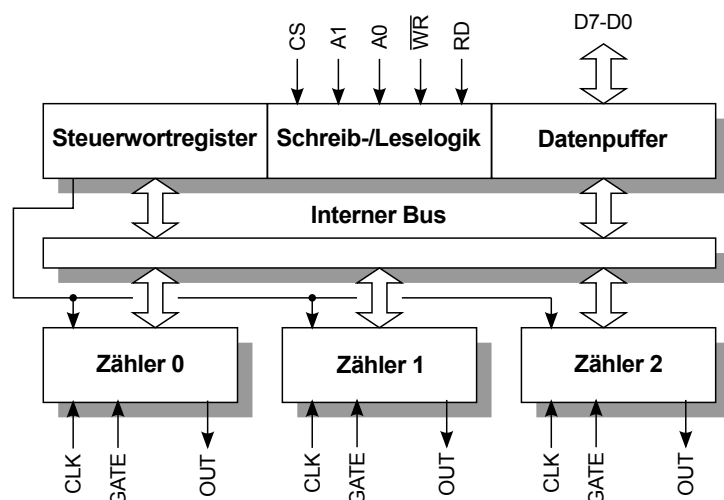 CS
A1
A0
W̅R̅
RD
D7-D0
Steuerwortregister
Schreib-/Leselogik
Datenpuffer
Interner Bus
Zähler 0
Zähler 1
Zähler 2
CLK
GATE
OUT
CLK
GATE
OUT
CLK
GATE
OUT